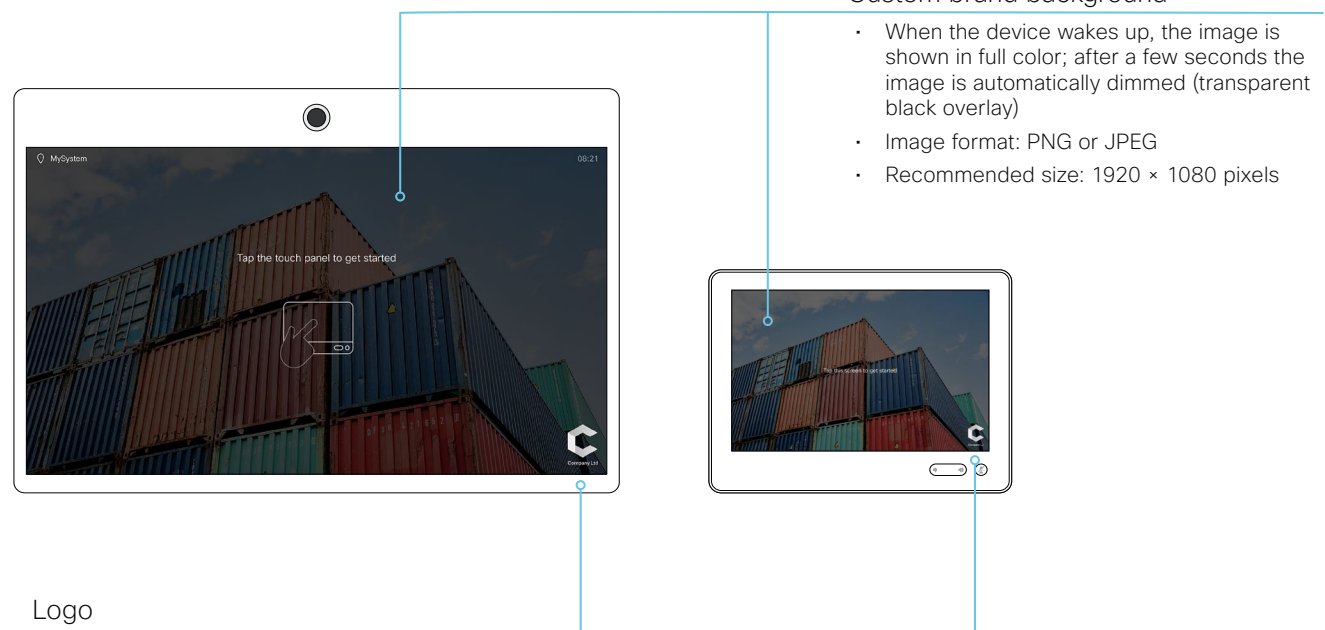 Custom brand background
• When the device wakes up, the image is
shown in full color; after a few seconds the
image is automatically dimmed (transparent
black overlay)
• Image format: PNG or JPEG
• Recommended size: 1920 × 1080 pixels
MySystem
08:21
Tap the touch panel to get started
Company Ltd
Tap this screen to get started
Logo